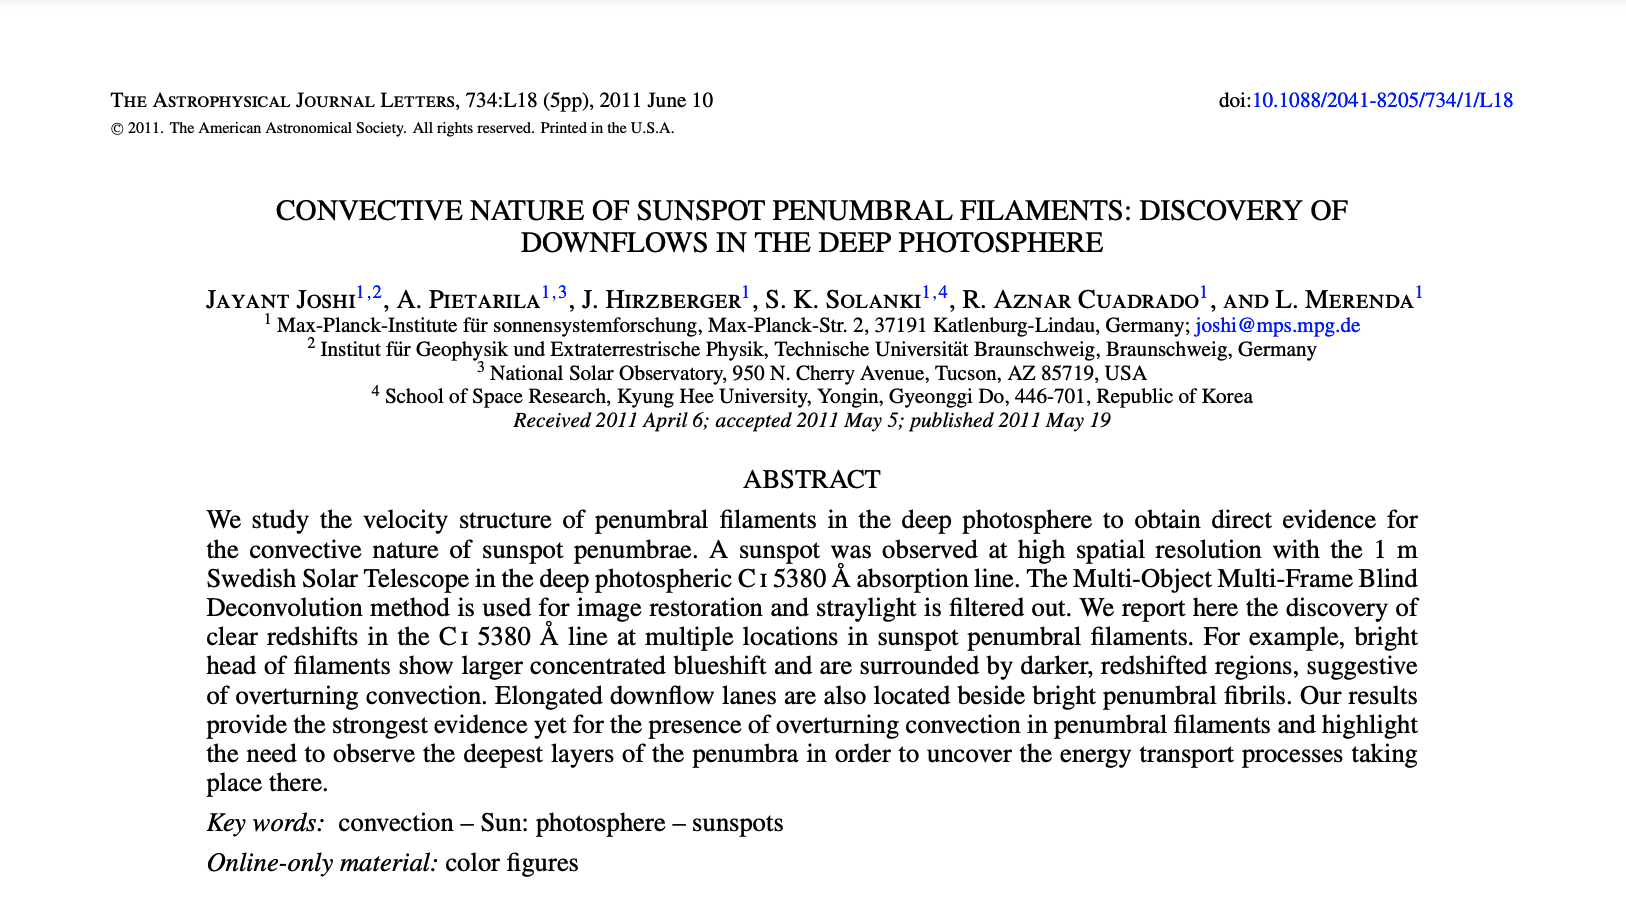 THE ASTROPHYSICAL JOURNAL LETTERS, 734:L18 (5pp), 2011 June 10
doi:10.1088/2041-8205/734/1/L18
© 2011. The American Astronomical Society. All rights reserved. Printed in the U.S.A.
CONVECTIVE NATURE OF SUNSPOT PENUMBRAL FILAMENTS: DISCOVERY OF
DOWNFLOWS IN THE DEEP PHOTOSPHERE
JAYANT JOSHI1,2, A. PIETARILA1,3, J. HIRZBERGER1, S. K. SOLANKI1,4, R. AZNAR CUADRADO1, AND L. MERENDA1
1 Max-Planck-Institute für sonnensystemforschung, Max-Planck-Str. 2, 37191 Katlenburg-Lindau, Germany; joshi@mps.mpg.de
2 Institut für Geophysik und Extraterrestrische Physik, Technische Universität Braunschweig, Braunschweig, Germany
3 National Solar Observatory, 950 N. Cherry Avenue, Tucson, AZ 85719, USA
4 School of Space Research, Kyung Hee University, Yongin, Gyeonggi Do, 446-701, Republic of Korea
Received 2011 April 6; accepted 2011 May 5; published 2011 May 19
ABSTRACT
We study the velocity structure of penumbral filaments in the deep photosphere to obtain direct evidence for
the convective nature of sunspot penumbrae. A sunspot was observed at high spatial resolution with the 1 m
Swedish Solar Telescope in the deep photospheric C I 5380 Å absorption line. The Multi-Object Multi-Frame Blind
Deconvolution method is used for image restoration and straylight is filtered out. We report here the discovery of
clear redshifts in the C I 5380 Å line at multiple locations in sunspot penumbral filaments. For example, bright
head of filaments show larger concentrated blueshift and are surrounded by darker, redshifted regions, suggestive
of overturning convection. Elongated downflow lanes are also located beside bright penumbral fibrils. Our results
provide the strongest evidence yet for the presence of overturning convection in penumbral filaments and highlight
the need to observe the deepest layers of the penumbra in order to uncover the energy transport processes taking
place there.
Key words: convection – Sun: photosphere – sunspots
Online-only material: color figures